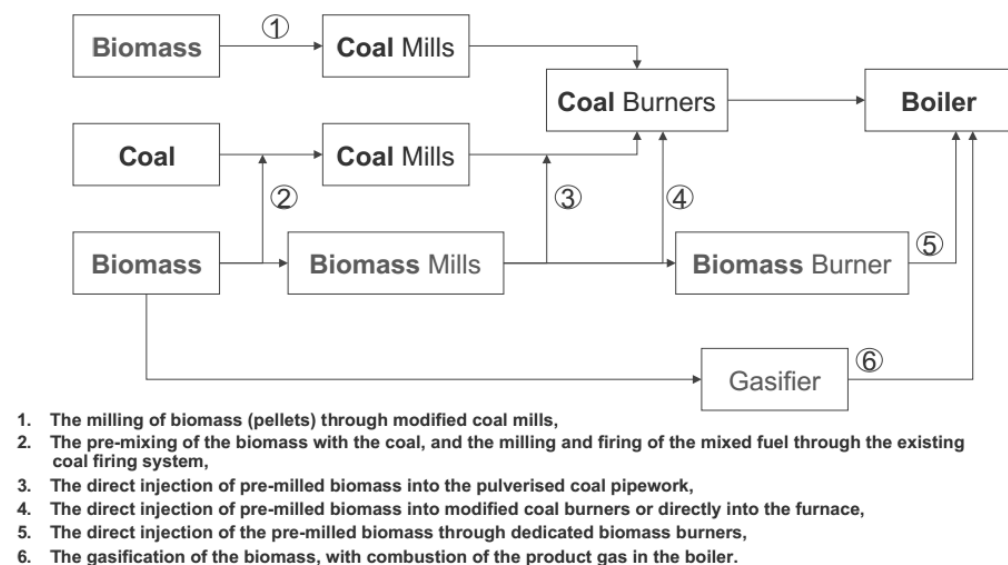 Biomass
①
Coal Mills
Coal Burners
Boiler
Coal
Coal Mills
②
③
④
Biomass
Biomass Mills
Biomass Burner
⑤
Gasifier
⑥
1. The milling of biomass (pellets) through modified coal mills,
2. The pre-mixing of the biomass with the coal, and the milling and firing of the mixed fuel through the existing
coal firing system,
3. The direct injection of pre-milled biomass into the pulverised coal pipework,
4. The direct injection of pre-milled biomass into modified coal burners or directly into the furnace,
5. The direct injection of the pre-milled biomass through dedicated biomass burners,
6. The gasification of the biomass, with combustion of the product gas in the boiler.